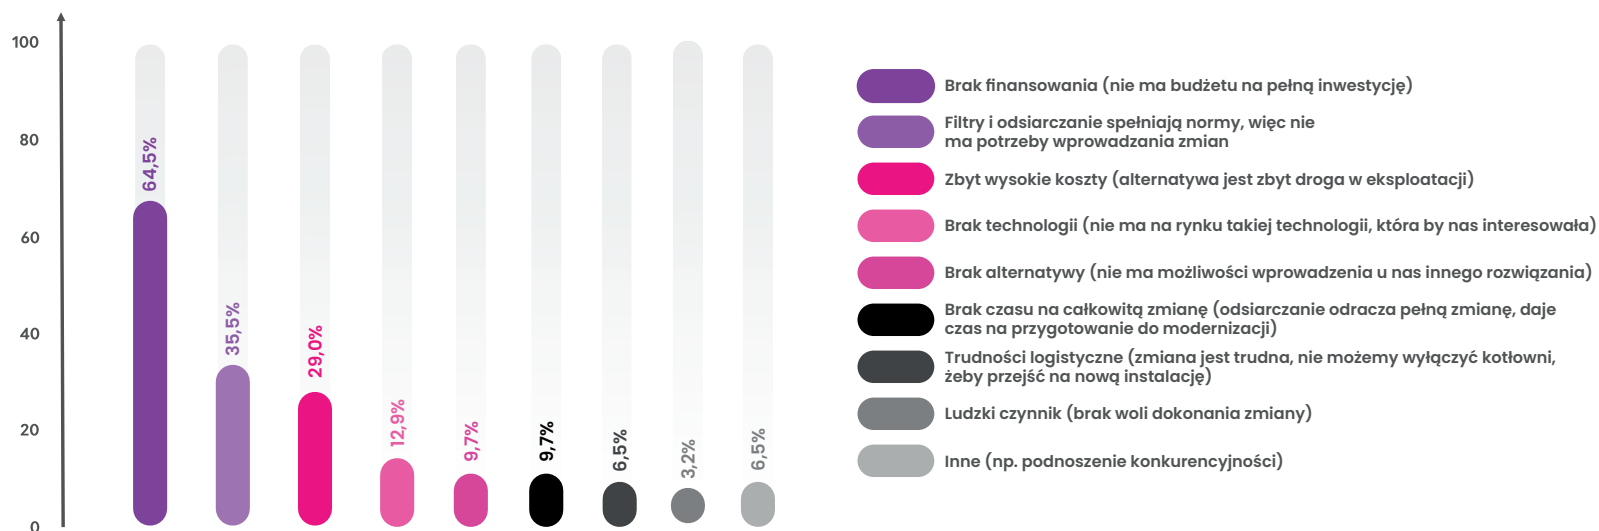 100
80
60
40
20
0
64,5%
35,5%
29,0%
12,9%
9,7%
9,7%
6,5%
3,2%
6,5%
Brak finansowania (nie ma budżetu na pełną inwestycję)
Filtry i odsiarczanie spełniają normy, więc nie
ma potrzeby wprowadzania zmian
Zbyt wysokie koszty (alternatywa jest zbyt droga w eksploatacji)
Brak technologii (nie ma na rynku takiej technologii, która by nas interesowała)
Brak alternatywy (nie ma możliwości wprowadzenia u nas innego rozwiązania)
Brak czasu na całkowitą zmianę (odsiarczanie odracza pełną zmianę, daje
czas na przygotowanie do modernizacji)
Trudności logistyczne (zmiana jest trudna, nie możemy wyłączyć kotłowni,
żeby przejść na nową instalację)
Ludzki czynnik (brak woli dokonania zmiany)
Inne (np. podnoszenie konkurencyjności)